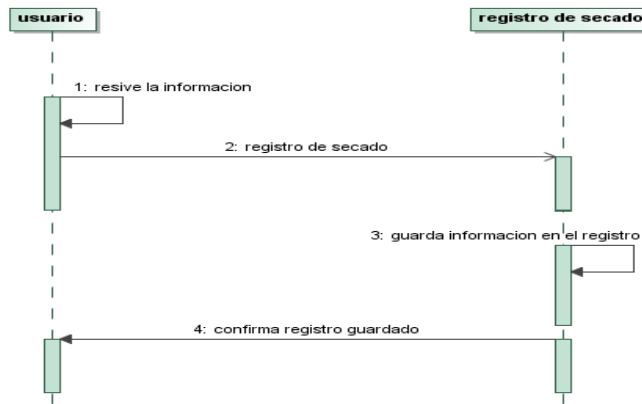 usuario
registro de secado
1: resive la informacion
2: registro de secado
3: guarda informacion en el registro
4: confirma registro guardado